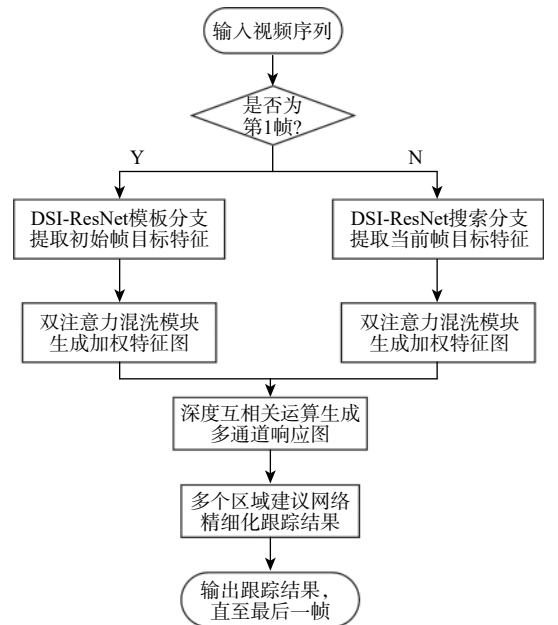 输入视频序列
是否为
第1帧?
Y
N
DSI-ResNet模板分支
提取初始帧目标特征
DSI-ResNet搜索分支
提取当前帧目标特征
双注意力混洗模块
生成加权特征图
双注意力混洗模块
生成加权特征图
深度互相关运算生成
多通道响应图
多个区域建议网络
精细化跟踪结果
输出跟踪结果,
直至最后一帧